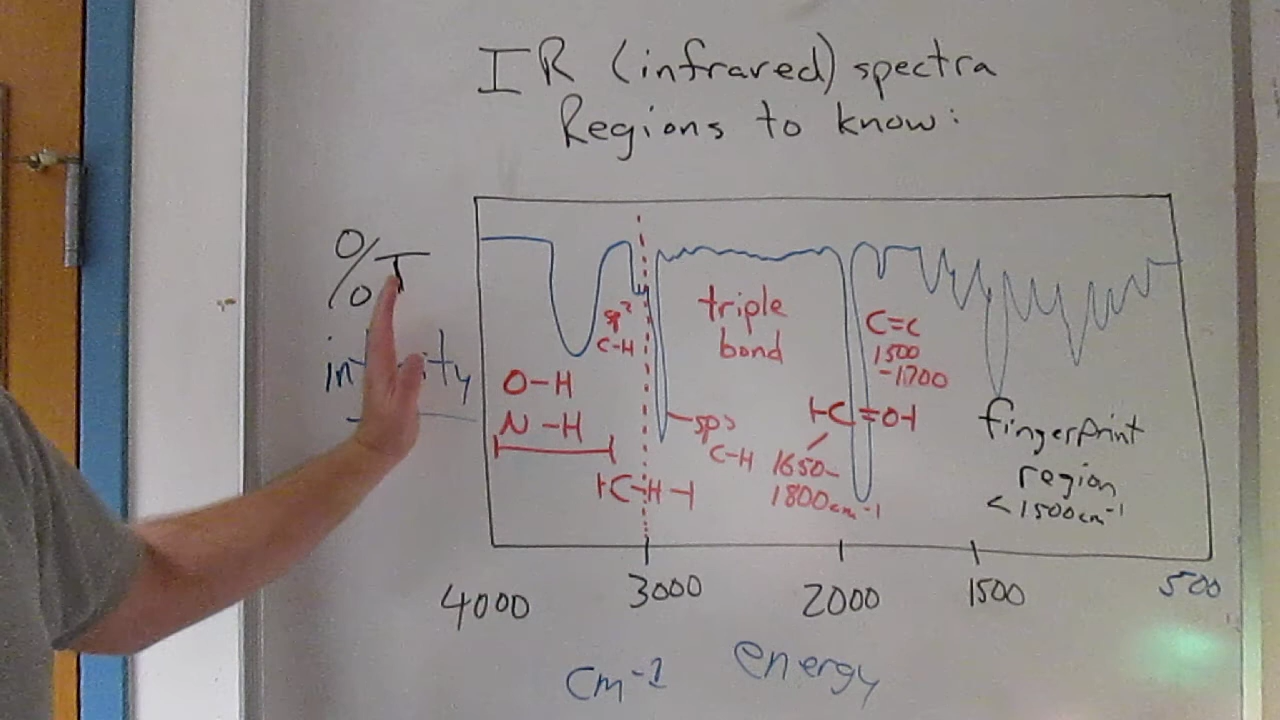 IR (infrared) spectra
Regions to know:
%T
sp²
C-H
triple
bond
C=C
1500
-1700
O-H
N-H
C=O
sp³
C-H
1650-
1800cm⁻¹
C-H
fingerprint
region
<1500cm⁻¹
4000
3000
2000
1500
500
cm⁻¹
energy